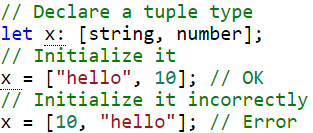 // Declare a tuple type
let x: [string, number];
// Initialize it
x = ["hello", 10]; // OK
// Initialize it incorrectly
x = [10, "hello"]; // Error